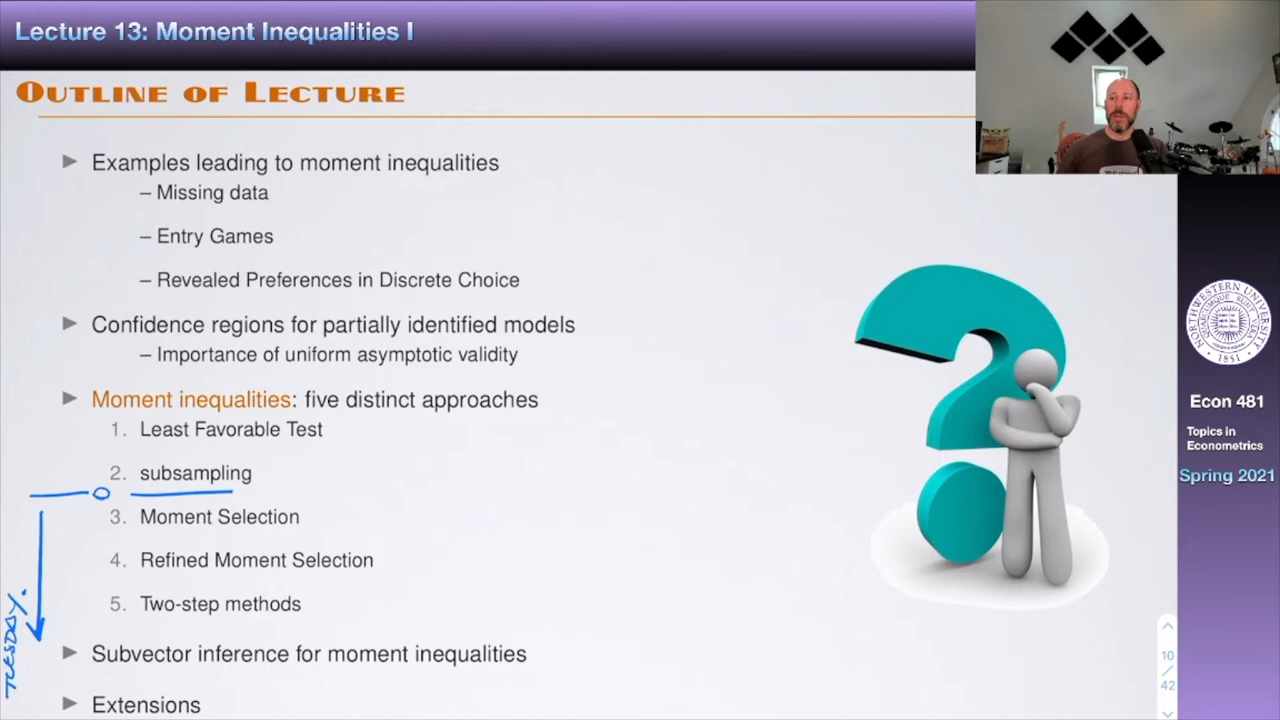 Lecture 13: Moment Inequalities I
OUTLINE OF LECTURE
► Examples leading to moment inequalities
– Missing data
– Entry Games
– Revealed Preferences in Discrete Choice
► Confidence regions for partially identified models
– Importance of uniform asymptotic validity
► Moment inequalities: five distinct approaches
1. Least Favorable Test
2. subsampling
3. Moment Selection
4. Refined Moment Selection
5. Two-step methods
TUESDAY.
► Subvector inference for moment inequalities
► Extensions
NORTHWESTERN UNIVERSITY
• 1851 •
Econ 481
Topics in
Econometrics
Spring 2021
10
/
42